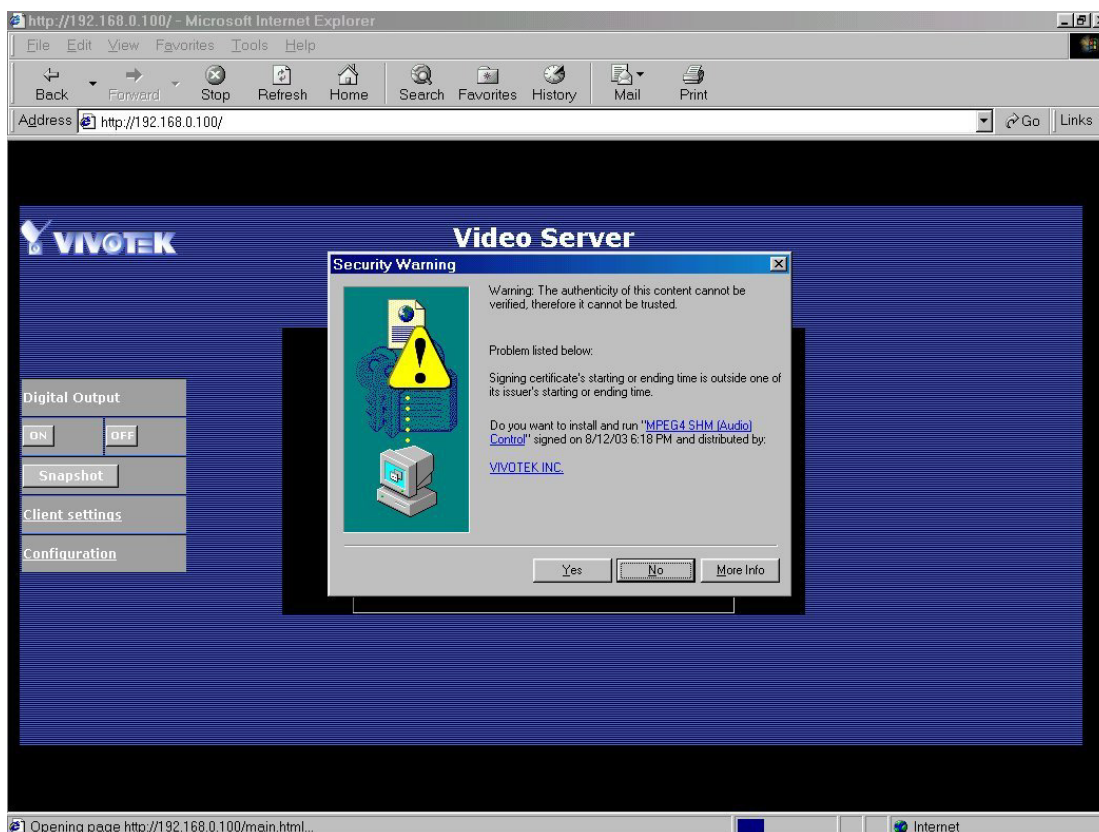 http://192.168.0.100/ - Microsoft Internet Explorer
File Edit View Favorites Tools Help
Back Forward Stop Refresh Home Search Favorites History Mail Print
Address http://192.168.0.100/ Go Links
VIVOTEK
Video Server
Security Warning
Warning: The authenticity of this content cannot be
verified, therefore it cannot be trusted.
Problem listed below:
Signing certificate's starting or ending time is outside one of
its issuer's starting or ending time.
Do you want to install and run "MPEG4 SHM (Audio)
Control" signed on 8/12/03 6:18 PM and distributed by:
VIVOTEK INC.
Yes No More Info
Digital Output
ON OFF
Snapshot
Client settings
Configuration
Opening page http://192.168.0.100/main.html... Internet